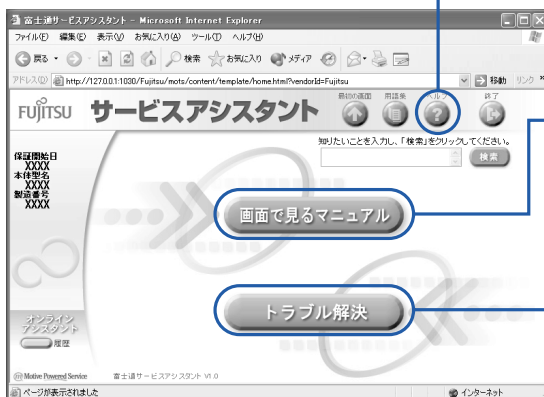 富士通サービスアシスタント - Microsoft Internet Explorer
ファイル(F) 編集(E) 表示(V) お気に入り(A) ツール(T) ヘルプ(H)
戻る 検索 お気に入り メディア
アドレス(D) http://127.0.0.1:1030/Fujitsu/mots/content/template/home.html?vendorId=Fujitsu 移動 リンク »
FUJITSU サービスアシスタント 最初の画面 用語集 ヘルプ 終了
知りたいことを入力し、「検索」をクリックしてください。
検索
保証開始日
XXXX
本体型名
XXXX
製造番号
XXXX
画面で見るマニュアル
トラブル解決
オンライン
アシスタント
履歴
Motive Powered Service 富士通サービスアシスタント V1.0
ページが表示されました インターネット